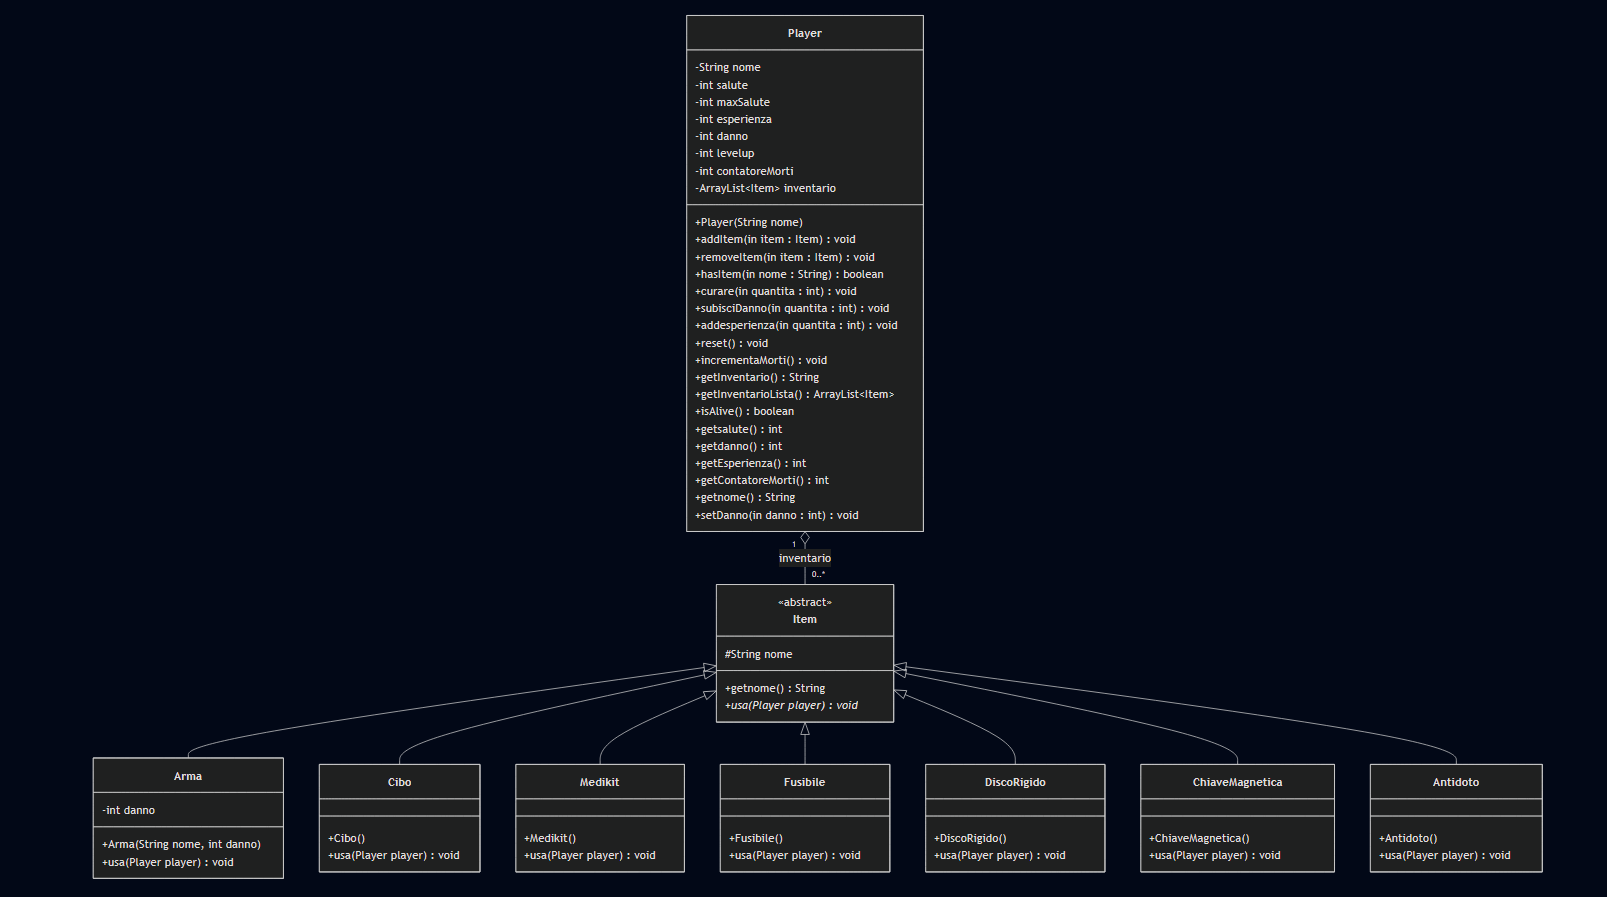 Player
-String nome
-int salute
-int maxSalute
-int esperienza
-int danno
-int levelup
-int contatoreMorti
-ArrayList<Item> inventario
+Player(String nome)
+addItem(in item : Item) : void
+removeItem(in item : Item) : void
+hasItem(in nome : String) : boolean
+curare(in quantita : int) : void
+subisciDanno(in quantita : int) : void
+addesperienza(in quantita : int) : void
+reset() : void
+incrementaMorti() : void
+getInventario() : String
+getInventarioLista() : ArrayList<Item>
+isAlive() : boolean
+getsalute() : int
+getdanno() : int
+getEsperienza() : int
+getContatoreMorti() : int
+getnome() : String
+setDanno(in danno : int) : void
1
inventario
0..*
«abstract»
Item
#String nome
+getnome() : String
+usa(Player player) : void
Arma
-int danno
+Arma(String nome, int danno)
+usa(Player player) : void
Cibo
+Cibo()
+usa(Player player) : void
Medikit
+Medikit()
+usa(Player player) : void
Fusibile
+Fusibile()
+usa(Player player) : void
DiscoRigido
+DiscoRigido()
+usa(Player player) : void
ChiaveMagnetica
+ChiaveMagnetica()
+usa(Player player) : void
Antidoto
+Antidoto()
+usa(Player player) : void